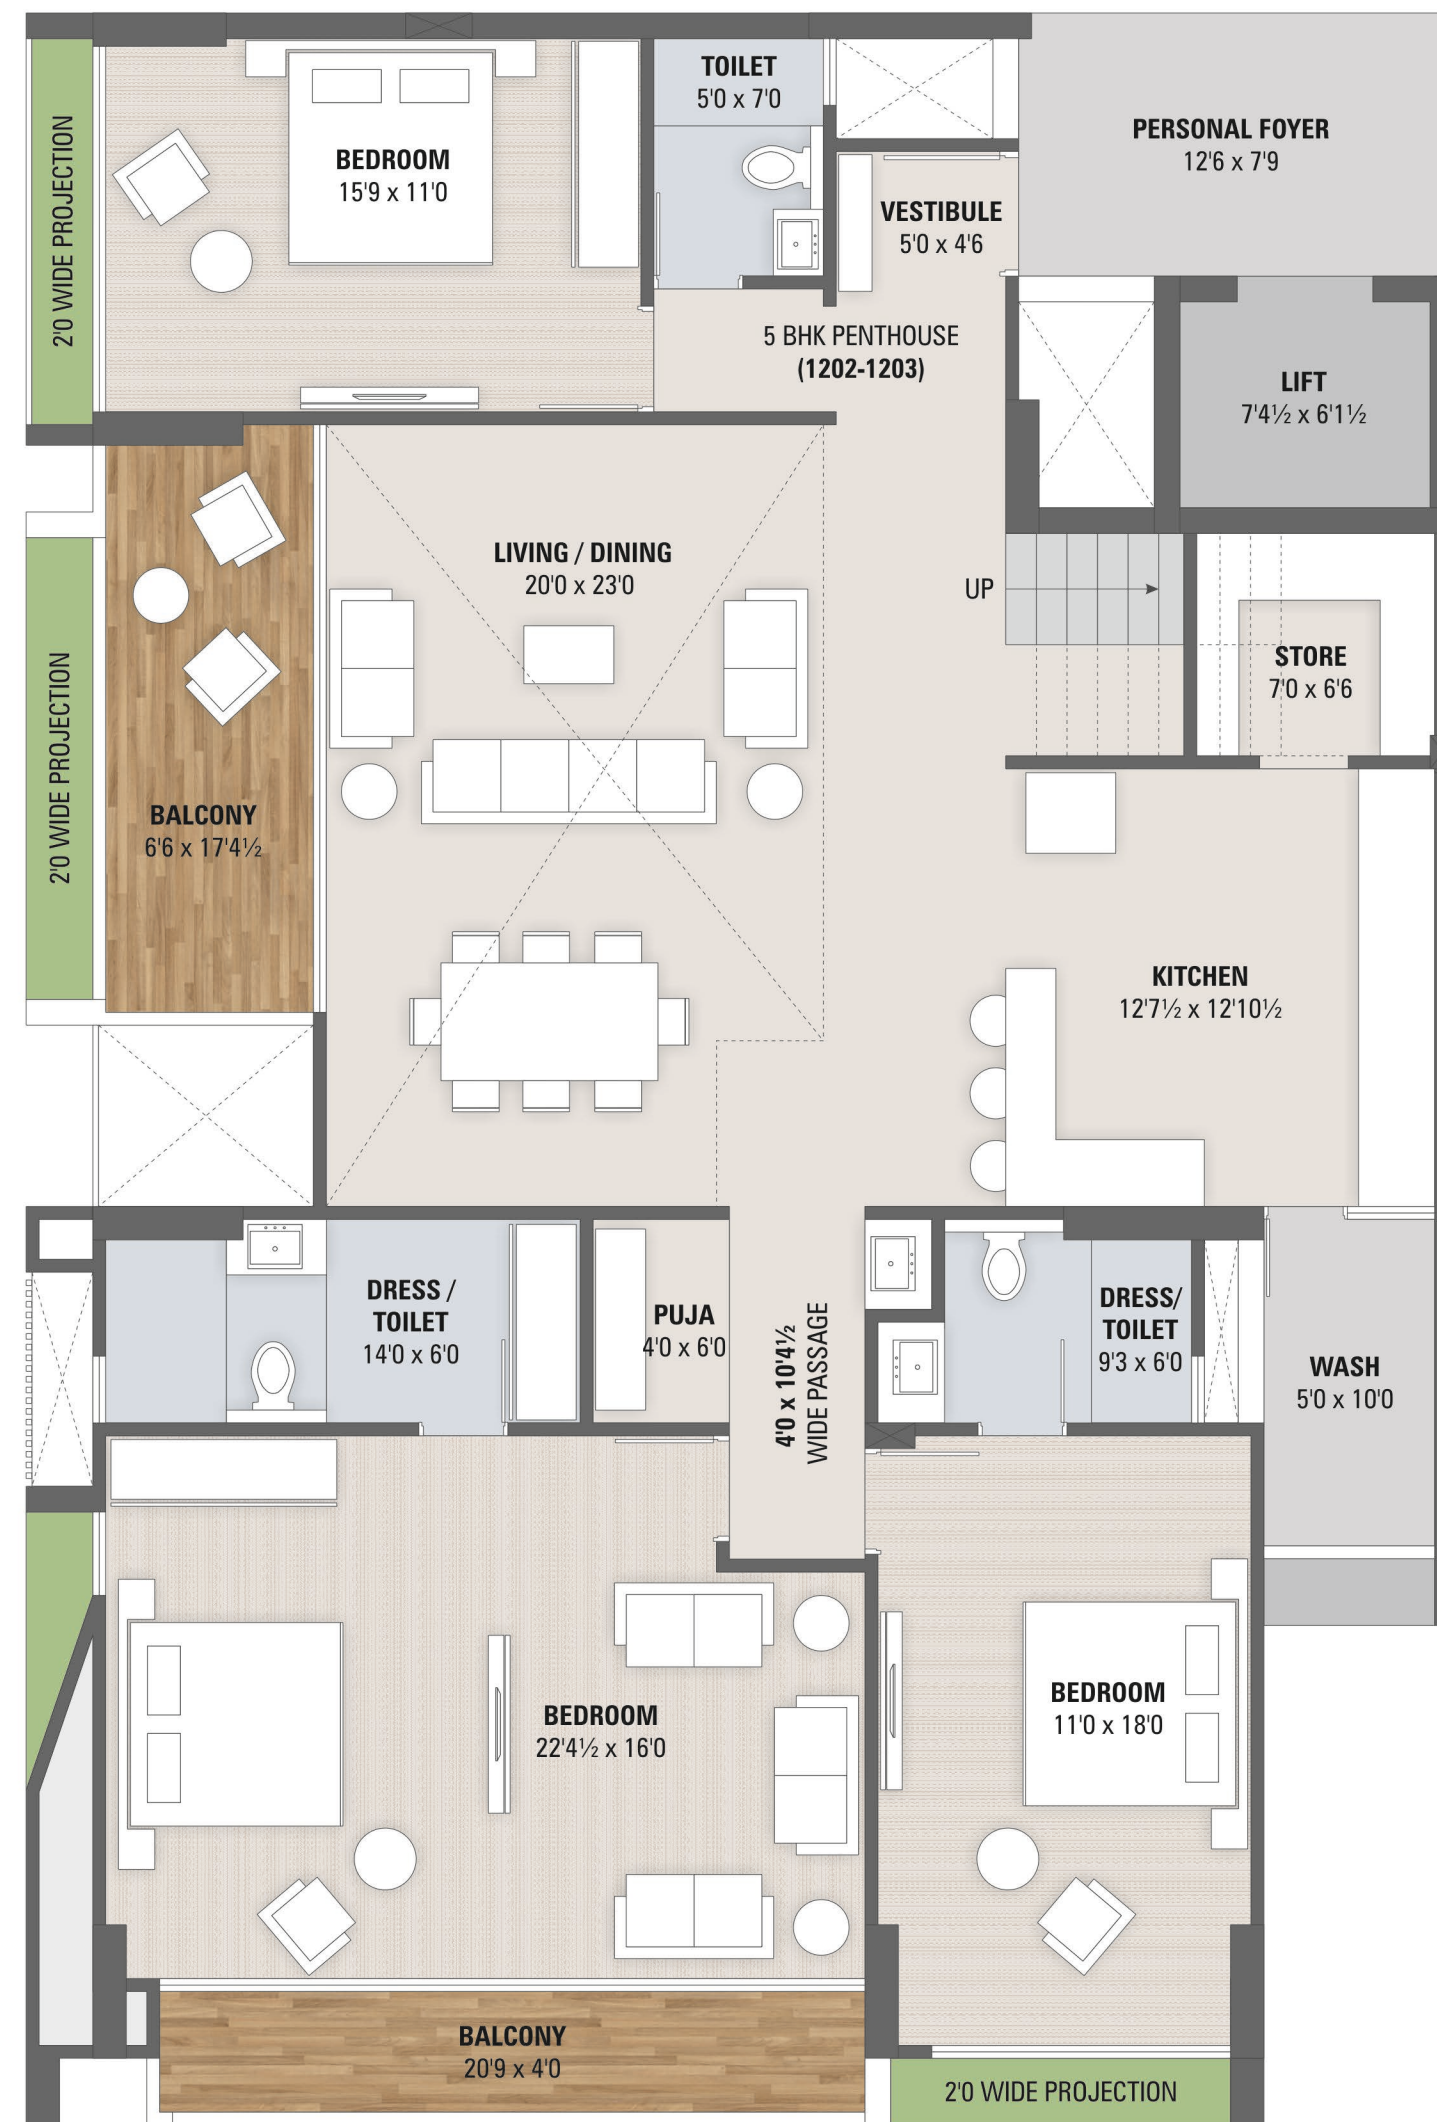 TOILET
5'0 x 7'0
PERSONAL FOYER
12'6 x 7'9
BEDROOM
15'9 x 11'0
2'0 WIDE PROJECTION
VESTIBULE
5'0 x 4'6
5 BHK PENTHOUSE
(1202-1203)
LIFT
7'4½ x 6'1½
LIVING / DINING
20'0 x 23'0
UP
STORE
7'0 x 6'6
2'0 WIDE PROJECTION
BALCONY
6'6 x 17'4½
KITCHEN
12'7½ x 12'10½
DRESS /
TOILET
14'0 x 6'0
PUJA
4'0 x 6'0
4'0 x 10'4½
WIDE PASSAGE
DRESS/
TOILET
9'3 x 6'0
WASH
5'0 x 10'0
BEDROOM
22'4½ x 16'0
BEDROOM
11'0 x 18'0
BALCONY
20'9 x 4'0
2'0 WIDE PROJECTION